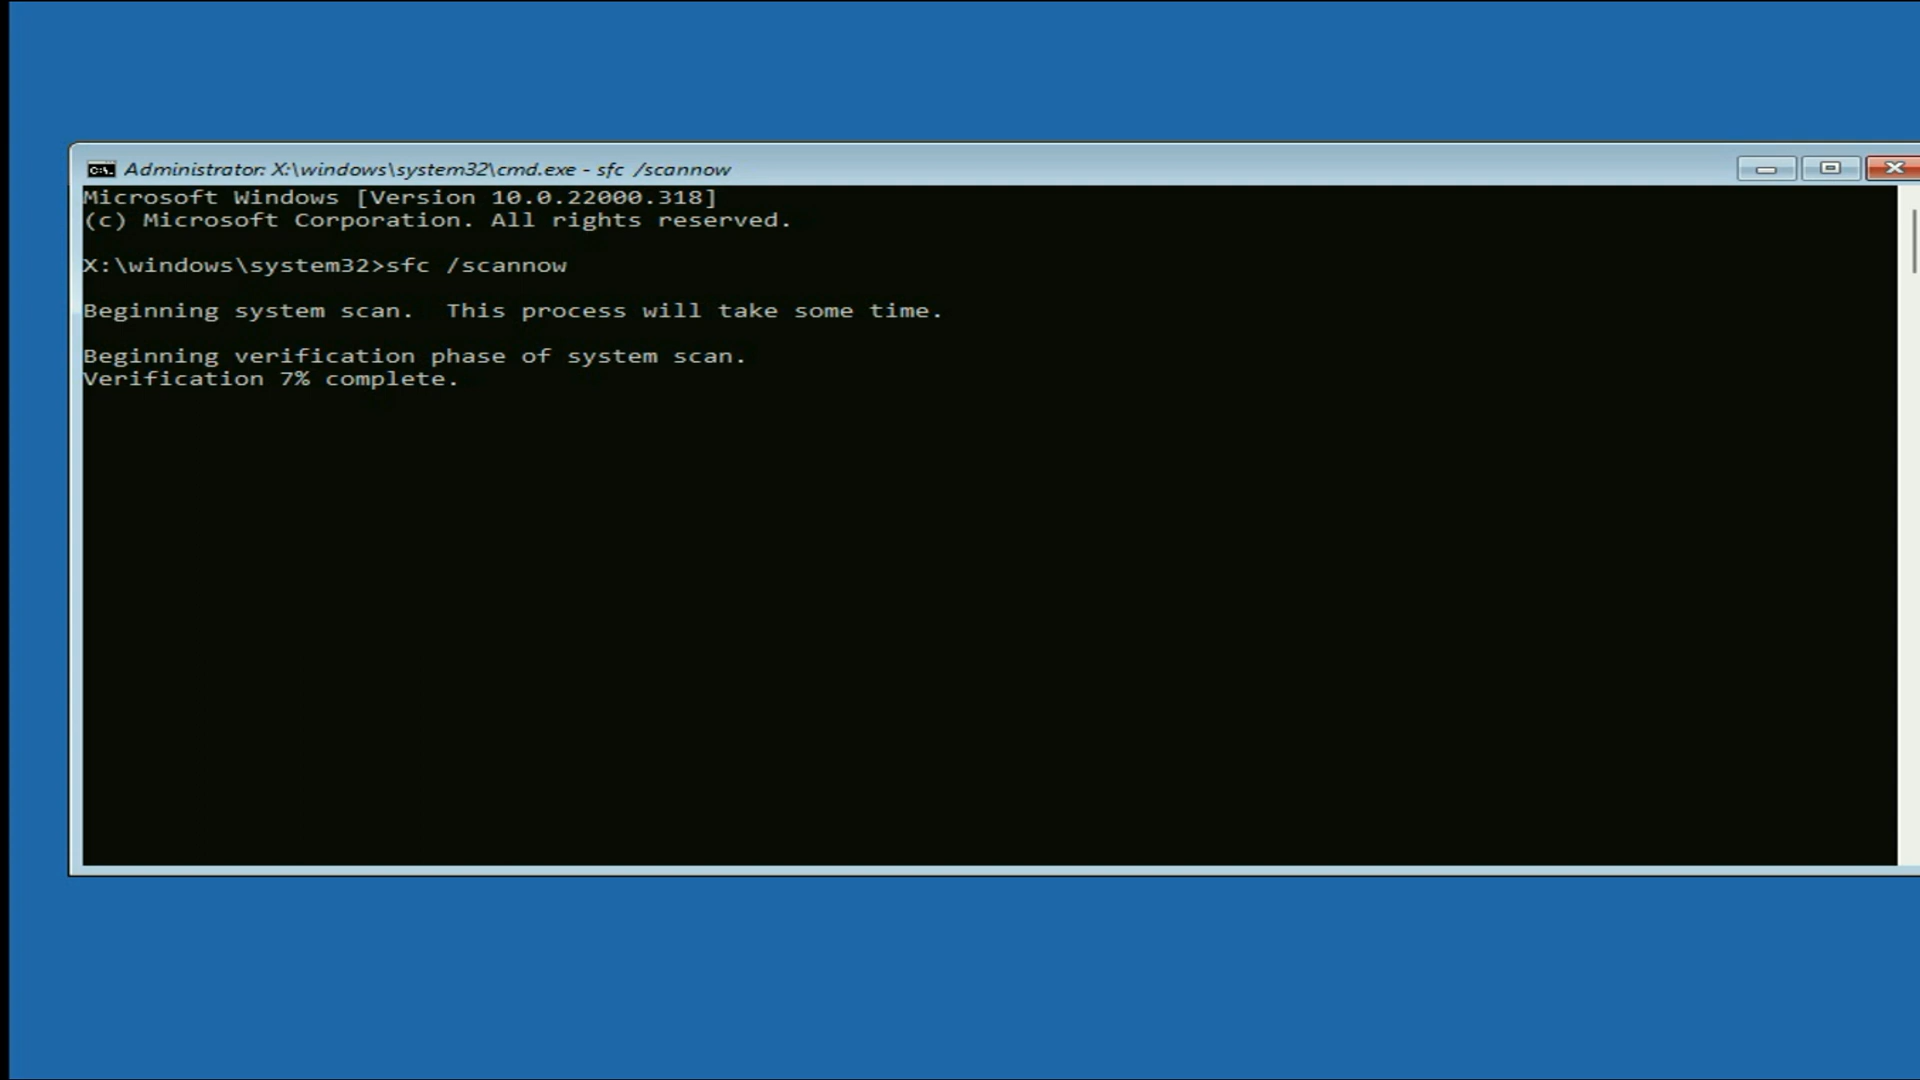 Administrator: X:\windows\system32\cmd.exe - sfc /scannow
Microsoft Windows [Version 10.0.22000.318]
(c) Microsoft Corporation. All rights reserved.
X:\windows\system32>sfc /scannow
Beginning system scan.  This process will take some time.
Beginning verification phase of system scan.
Verification 7% complete.